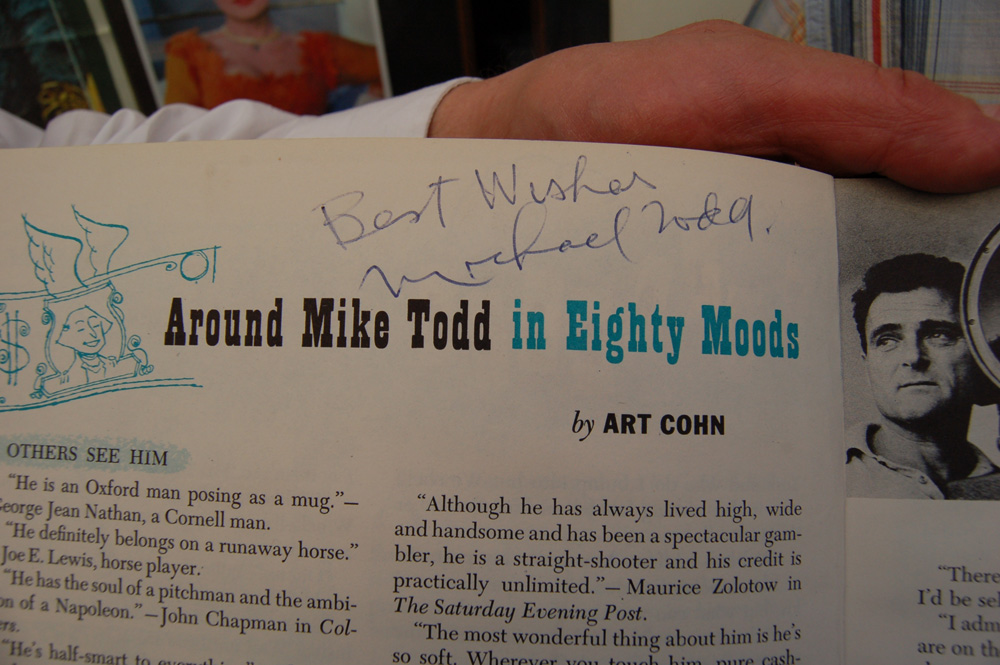 Best Wishes
Michael Todd.
$
Around Mike Todd in Eighty Moods
by ART COHN
OTHERS SEE HIM
"He is an Oxford man posing as a mug."—
George Jean Nathan, a Cornell man.
"He definitely belongs on a runaway horse."
Joe E. Lewis, horse player.
"He has the soul of a pitchman and the ambi-
on of a Napoleon."—John Chapman in Col-
ers.
"He's half-smart to everything"
"Although he has always lived high, wide
and handsome and has been a spectacular gam-
bler, he is a straight-shooter and his credit is
practically unlimited."—Maurice Zolotow in
The Saturday Evening Post.
"The most wonderful thing about him is he's
so soft. Wherever you touch him, pure cash-
"There
I'd be sel
"I adm
are on th